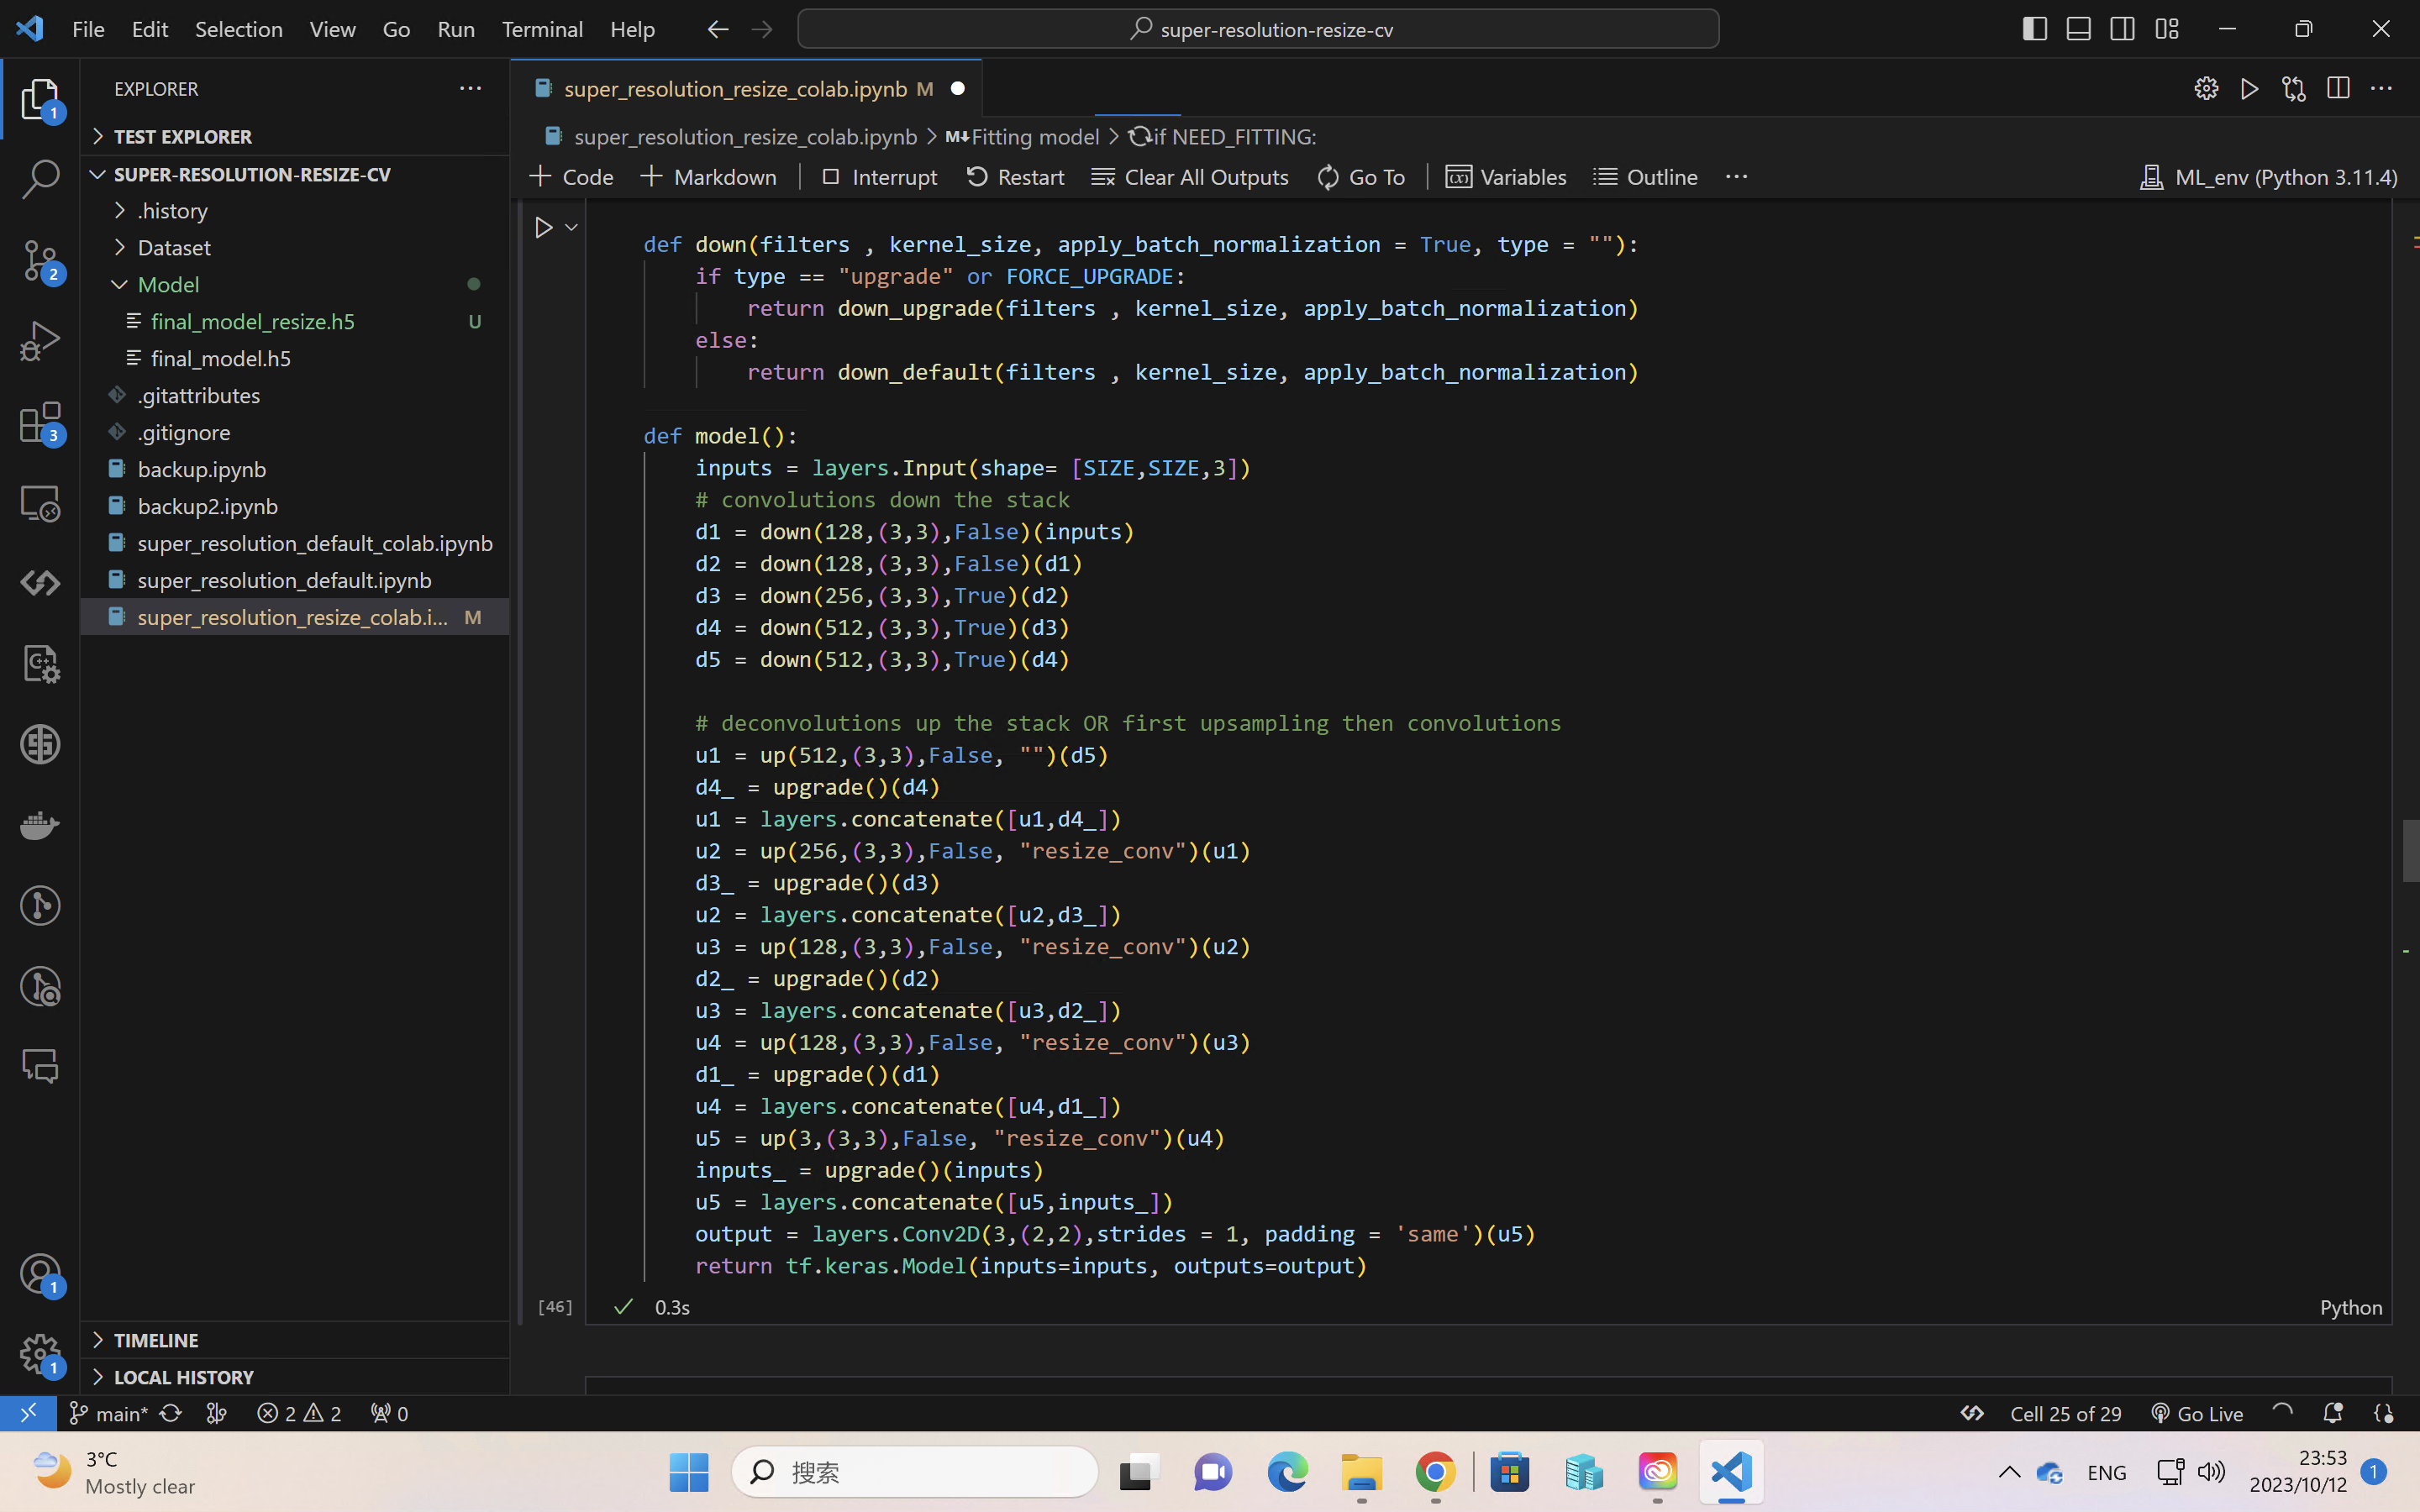 File Edit Selection View Go Run Terminal Help
super-resolution-resize-cv
EXPLORER
TEST EXPLORER
SUPER-RESOLUTION-RESIZE-CV
.history
Dataset
Model
final_model_resize.h5 U
final_model.h5
.gitattributes
.gitignore
backup.ipynb
backup2.ipynb
super_resolution_default_colab.ipynb
super_resolution_default.ipynb
super_resolution_resize_colab.i... M
TIMELINE
LOCAL HISTORY
1
2
3
1
1
super_resolution_resize_colab.ipynb M
super_resolution_resize_colab.ipynb > M↓Fitting model > if NEED_FITTING:
+ Code + Markdown Interrupt Restart Clear All Outputs Go To Variables Outline ... ML_env (Python 3.11.4)
def down(filters , kernel_size, apply_batch_normalization = True, type = ""):
if type == "upgrade" or FORCE_UPGRADE:
return down_upgrade(filters , kernel_size, apply_batch_normalization)
else:
return down_default(filters , kernel_size, apply_batch_normalization)
def model():
inputs = layers.Input(shape= [SIZE,SIZE,3])
# convolutions down the stack
d1 = down(128,(3,3),False)(inputs)
d2 = down(128,(3,3),False)(d1)
d3 = down(256,(3,3),True)(d2)
d4 = down(512,(3,3),True)(d3)
d5 = down(512,(3,3),True)(d4)
# deconvolutions up the stack OR first upsampling then convolutions
u1 = up(512,(3,3),False, "")(d5)
d4_ = upgrade()(d4)
u1 = layers.concatenate([u1,d4_])
u2 = up(256,(3,3),False, "resize_conv")(u1)
d3_ = upgrade()(d3)
u2 = layers.concatenate([u2,d3_])
u3 = up(128,(3,3),False, "resize_conv")(u2)
d2_ = upgrade()(d2)
u3 = layers.concatenate([u3,d2_])
u4 = up(128,(3,3),False, "resize_conv")(u3)
d1_ = upgrade()(d1)
u4 = layers.concatenate([u4,d1_])
u5 = up(3,(3,3),False, "resize_conv")(u4)
inputs_ = upgrade()(inputs)
u5 = layers.concatenate([u5,inputs_])
output = layers.Conv2D(3,(2,2),strides = 1, padding = 'same')(u5)
return tf.keras.Model(inputs=inputs, outputs=output)
[46] 0.3s Python
main* 2 2 0 Cell 25 of 29 Go Live
3°C
Mostly clear
搜索
ENG
23:53
2023/10/12
1